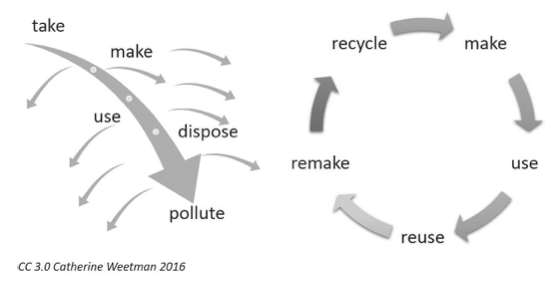 take
make
use
dispose
pollute
recycle
make
use
reuse
remake
CC 3.0 Catherine Weetman 2016